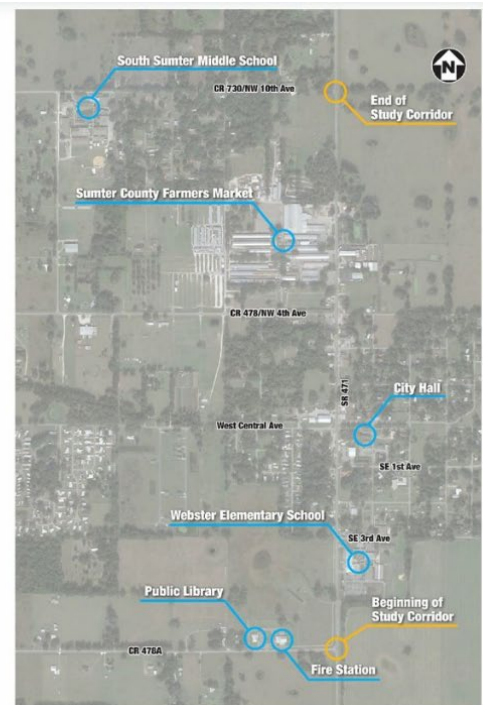 South Sumter Middle School
N
CR 730/NW 10th Ave
End of
Study Corridor
Sumter County Farmers Market
CR 478/NW 4th Ave
SR 471
City Hall
West Central Ave
SE 1st Ave
Webster Elementary School
SE 3rd Ave
Public Library
Beginning of
Study Corridor
CR 478A
Fire Station